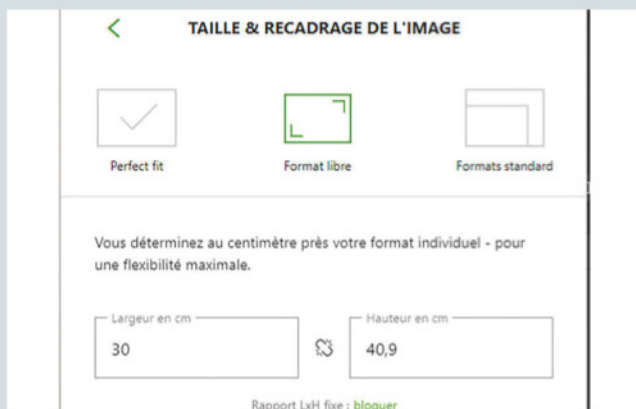 TAILLE & RECADRAGE DE L'IMAGE
Perfect fit
Format libre
Formats standard
Vous déterminez au centimètre près votre format individuel - pour
une flexibilité maximale.
Largeur en cm
Hauteur en cm
30
40,9
Rapport LxH fixe : bloquer